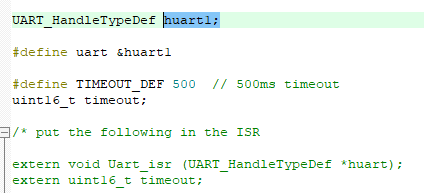 UART_HandleTypeDef huart1;
#define uart &huart1
#define TIMEOUT_DEF 500  // 500ms timeout
uint16_t timeout;
/* put the following in the ISR
extern void Uart_isr (UART_HandleTypeDef *huart);
extern uint16_t timeout;